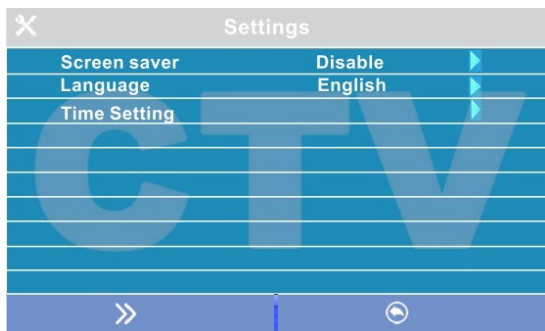 Settings
Screen saver Disable
Language English
Time Setting
CTV